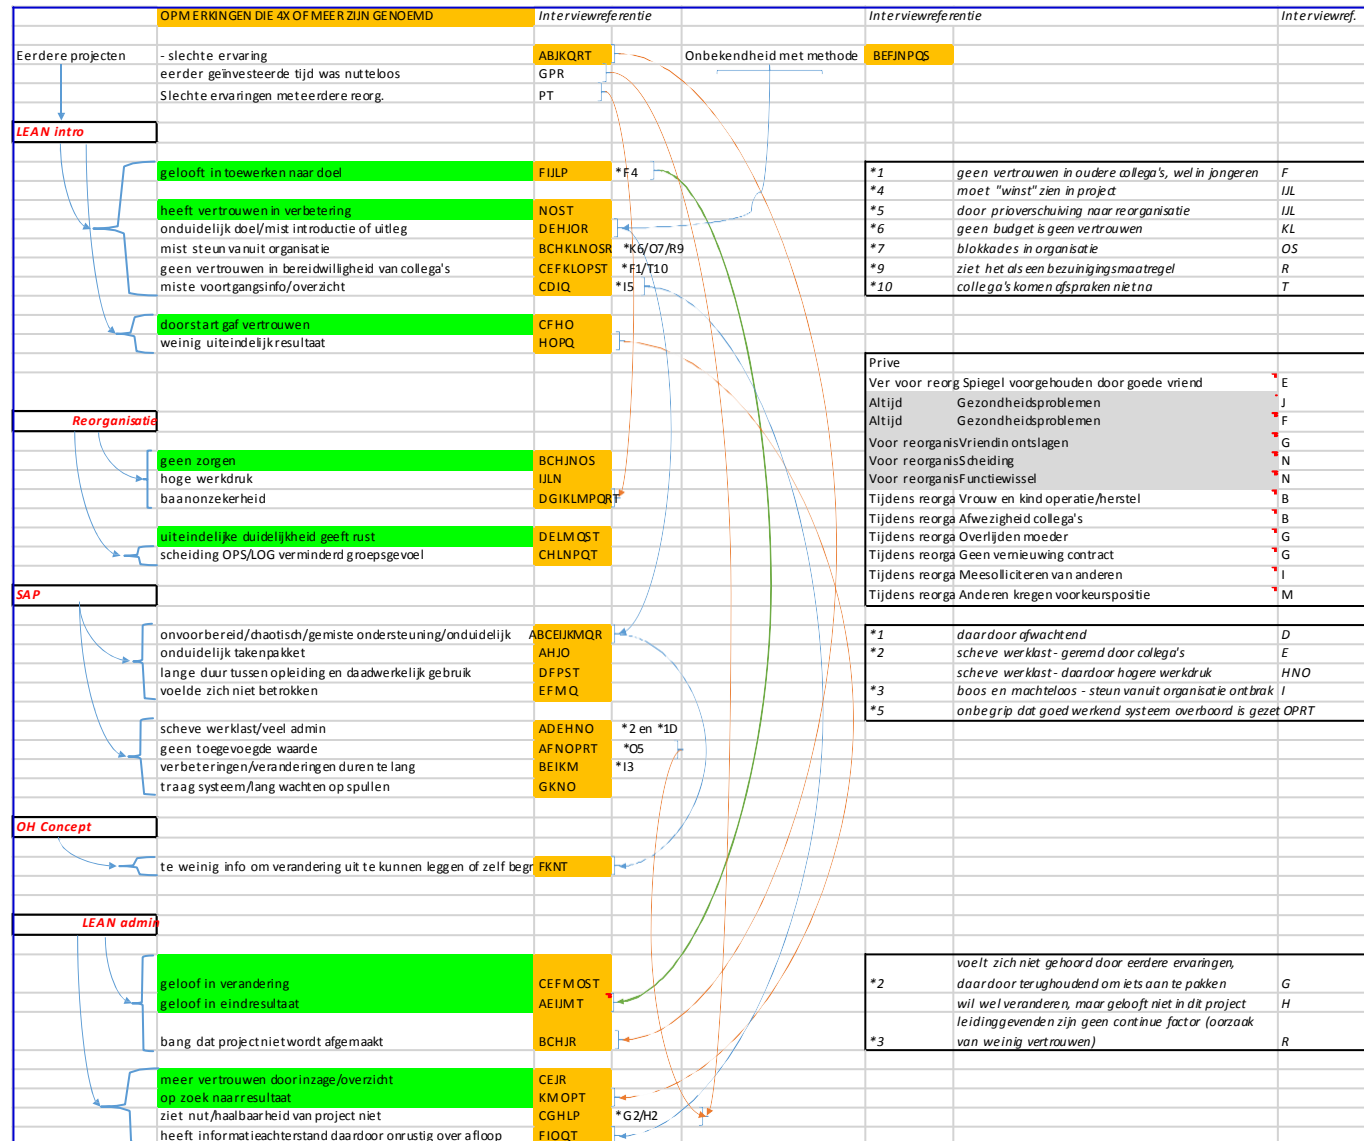 OPMERKINGEN DIE 4X OF MEER ZIJN GENOEMD Interviewreferentie Interviewreferentie Interviewref.
Eerdere projecten - slechte ervaring ABJKQRT Onbekendheid met methode BEFJNPQS
eerder geïnvesteerde tijd was nutteloos GPR
Slechte ervaringen met eerdere reorg. PT
LEAN intro
gelooft in toewerken naar doel FIJLP *F4 *1 geen vertrouwen in oudere collega's, wel in jongeren F
*4 moet "winst" zien in project IJL
heeft vertrouwen in verbetering NOST *5 door prioverschuiving naar reorganisatie IJL
onduidelijk doel/mist introductie of uitleg DEHJOR *6 geen budget is geen vertrouwen KL
mist steun vanuit organisatie BCHKLNOSR *K6/O7/R9 *7 blokkades in organisatie OS
geen vertrouwen in bereidwilligheid van collega's CEFKLOPST *F1/T10 *9 ziet het als een bezuinigingsmaatregel R
miste voortgangsinfo/overzicht CDIQ *I5 *10 collega's komen afspraken niet na T
doorstart gaf vertrouwen CFHO
weinig uiteindelijk resultaat HOPQ
Prive
Ver voor reorg Spiegel voorgehouden door goede vriend E
Altijd Gezondheidsproblemen J
Reorganisatie Altijd Gezondheidsproblemen F
Voor reorganis Vriendin ontslagen G
geen zorgen BCHJNOS Voor reorganis Scheiding N
hoge werkdruk IJLN Voor reorganis Functiewissel N
baanonzekerheid DGIKLMPQRT Tijdens reorga Vrouw en kind operatie/herstel B
Tijdens reorga Afwezigheid collega's B
uiteindelijke duidelijkheid geeft rust DELMQST Tijdens reorga Overlijden moeder G
scheiding OPS/LOG verminderd groepsgevoel CHLNPQT Tijdens reorga Geen vernieuwing contract G
Tijdens reorga Meesolliciteren van anderen I
SAP Tijdens reorga Anderen kregen voorkeurspositie M
onvoorbereid/chaotisch/gemiste ondersteuning/onduidelijk ABCEIJKMQR *1 daardoor afwachtend D
onduidelijk takenpakket AHJO *2 scheve werklast - geremd door collega's E
lange duur tussen opleiding en daadwerkelijk gebruik DFPST scheve werklast - daardoor hogere werkdruk HNO
voelde zich niet betrokken EFMQ *3 boos en machteloos - steun vanuit organisatie ontbrak I
*5 onbegrip dat goed werkend systeem overboord is gezet OPRT
scheve werklast/veel admin ADEHNO *2 en *1D
geen toegevoegde waarde AFNOPRT *O5
verbeteringen/veranderingen duren te lang BEIKM *I3
traag systeem/lang wachten op spullen GKNO
OH Concept
te weinig info om verandering uit te kunnen leggen of zelf begr FKNT
LEAN admin
voelt zich niet gehoord door eerdere ervaringen,
geloof in verandering CEFMOST *2 daardoor terughoudend om iets aan te pakken G
geloof in eindresultaat AEIJMT wil wel veranderen, maar gelooft niet in dit project H
leidinggevenden zijn geen continue factor (oorzaak
bang dat project niet wordt afgemaakt BCHJR *3 van weinig vertrouwen) R
meer vertrouwen door inzage/overzicht CEJR
op zoek naar resultaat KMOPT
ziet nut/haalbaarheid van project niet CGHLP *G2/H2
heeft informatieachterstand daardoor onrustig over afloop FIOQT